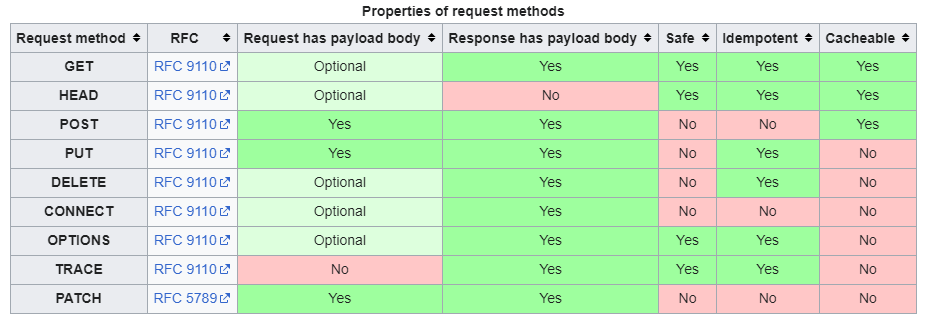 Properties of request methods
Request method RFC Request has payload body Response has payload body Safe Idempotent Cacheable
GET RFC 9110 Optional Yes Yes Yes Yes
HEAD RFC 9110 Optional No Yes Yes Yes
POST RFC 9110 Yes Yes No No Yes
PUT RFC 9110 Yes Yes No Yes No
DELETE RFC 9110 Optional Yes No Yes No
CONNECT RFC 9110 Optional Yes No No No
OPTIONS RFC 9110 Optional Yes Yes Yes No
TRACE RFC 9110 No Yes Yes Yes No
PATCH RFC 5789 Yes Yes No No No